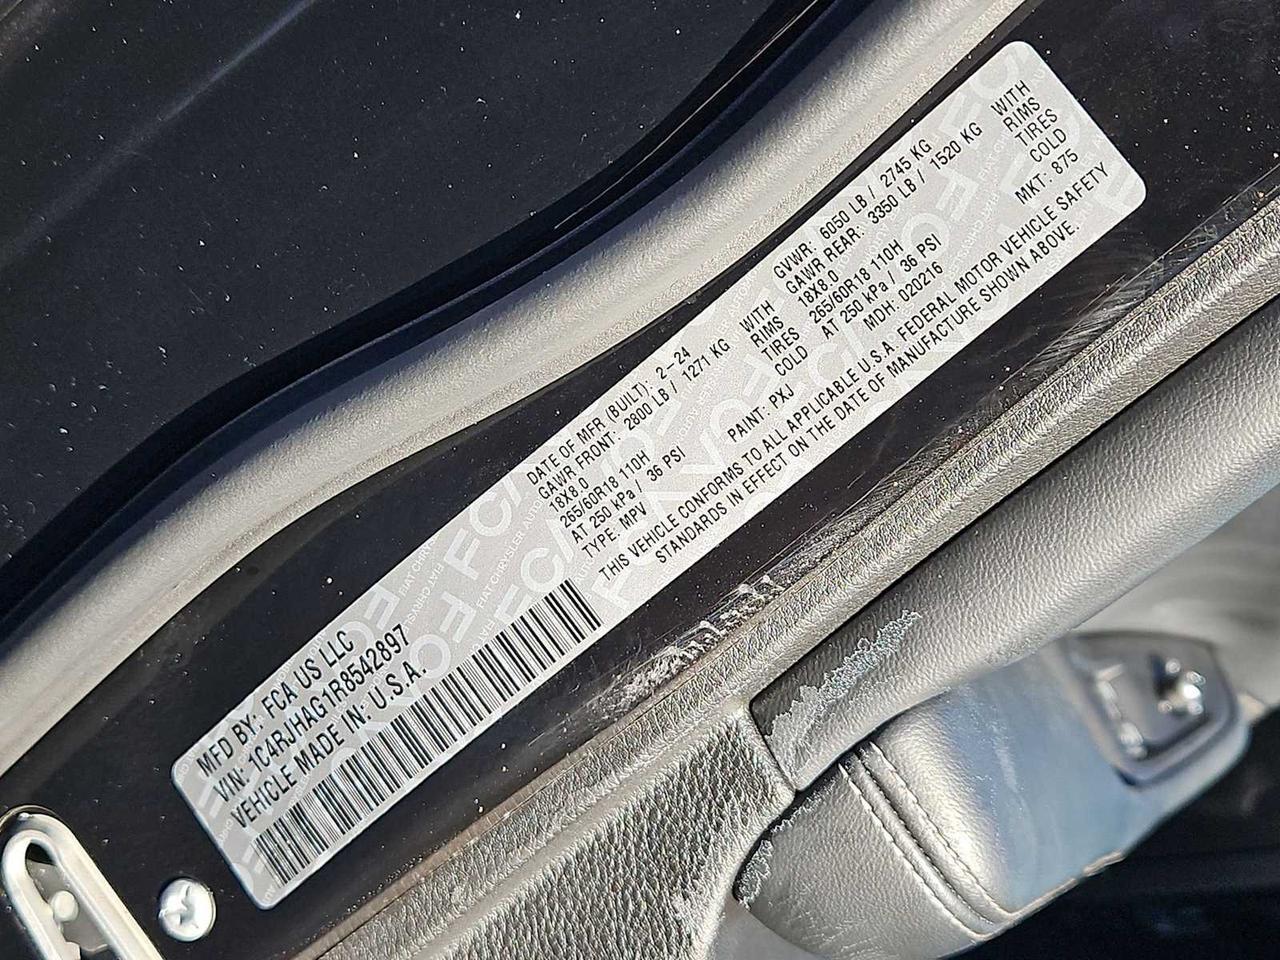 MFD BY: FCA US LLC
VIN: 1C4RJHAG1R8542897
VEHICLE MADE IN: U.S.A.
DATE OF MFR (BUILT): 2-24 GVWR: 6050 LB / 2745 KG
GAWR FRONT: 2800 LB / 1271 KG WITH GAWR REAR: 3350 LB / 1520 KG WITH
18X8.0 RIMS 18X8.0 RIMS
265/60R18 110H TIRES 265/60R18 110H TIRES
AT 250 kPa / 36 PSI COLD AT 250 kPa / 36 PSI COLD
TYPE: MPV PAINT: PXJ MDH: 020216 MKT: 875
THIS VEHICLE CONFORMS TO ALL APPLICABLE U.S.A. FEDERAL MOTOR VEHICLE SAFETY
STANDARDS IN EFFECT ON THE DATE OF MANUFACTURE SHOWN ABOVE.